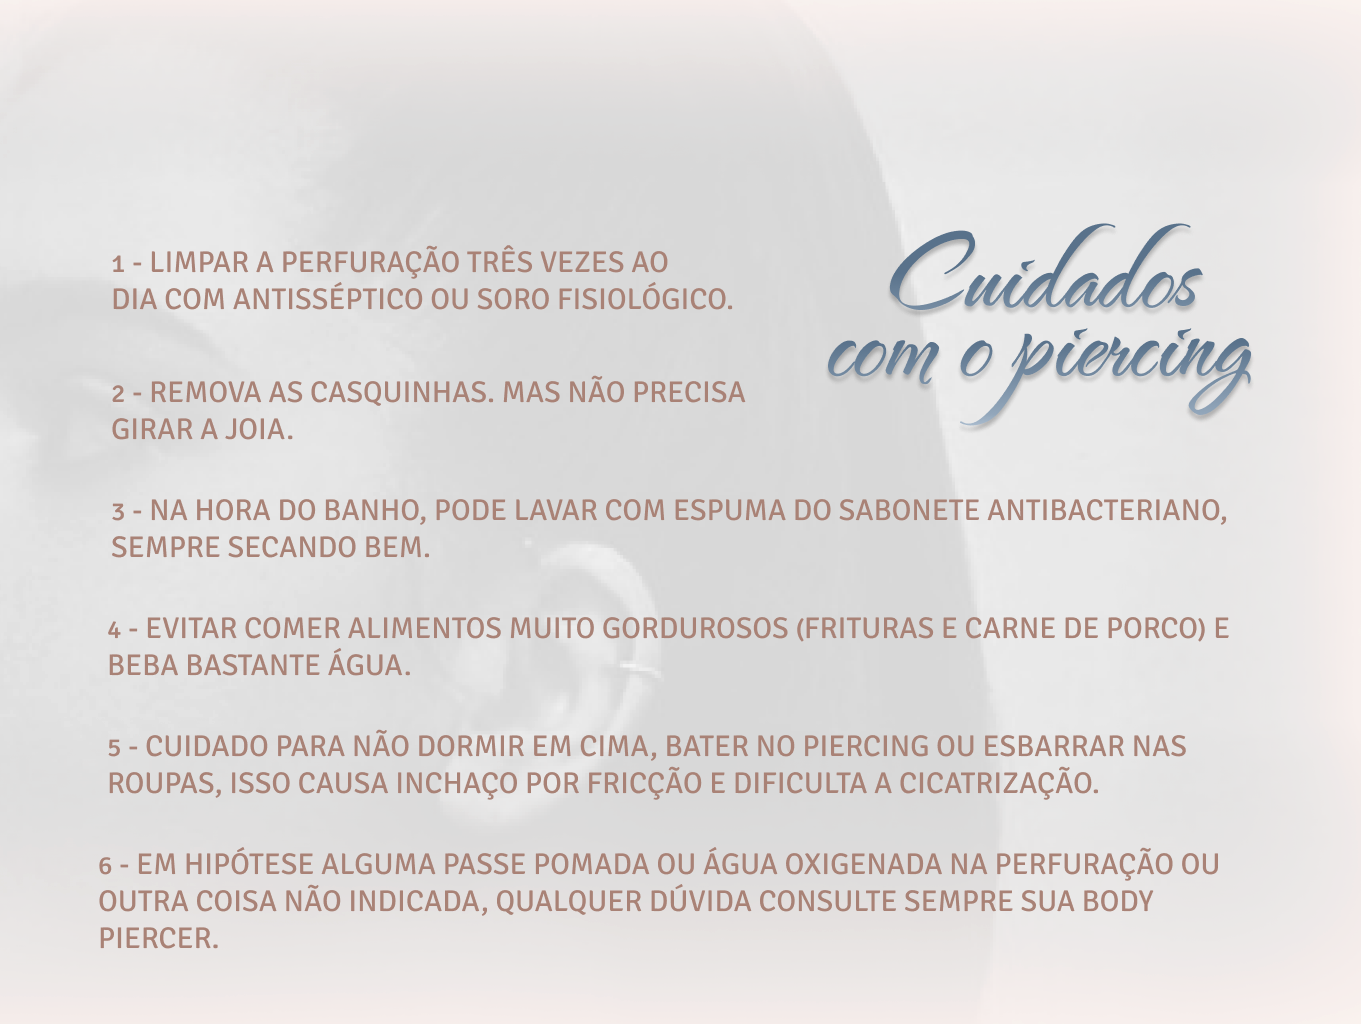 Cuidados
com o piercing
1 - LIMPAR A PERFURAÇÃO TRÊS VEZES AO
DIA COM ANTISSÉPTICO OU SORO FISIOLÓGICO.
2 - REMOVA AS CASQUINHAS. MAS NÃO PRECISA
GIRAR A JOIA.
3 - NA HORA DO BANHO, PODE LAVAR COM ESPUMA DO SABONETE ANTIBACTERIANO,
SEMPRE SECANDO BEM.
4 - EVITAR COMER ALIMENTOS MUITO GORDUROSOS (FRITURAS E CARNE DE PORCO) E
BEBA BASTANTE ÁGUA.
5 - CUIDADO PARA NÃO DORMIR EM CIMA, BATER NO PIERCING OU ESBARRAR NAS
ROUPAS, ISSO CAUSA INCHAÇO POR FRICÇÃO E DIFICULTA A CICATRIZAÇÃO.
6 - EM HIPÓTESE ALGUMA PASSE POMADA OU ÁGUA OXIGENADA NA PERFURAÇÃO OU
OUTRA COISA NÃO INDICADA, QUALQUER DÚVIDA CONSULTE SEMPRE SUA BODY
PIERCER.